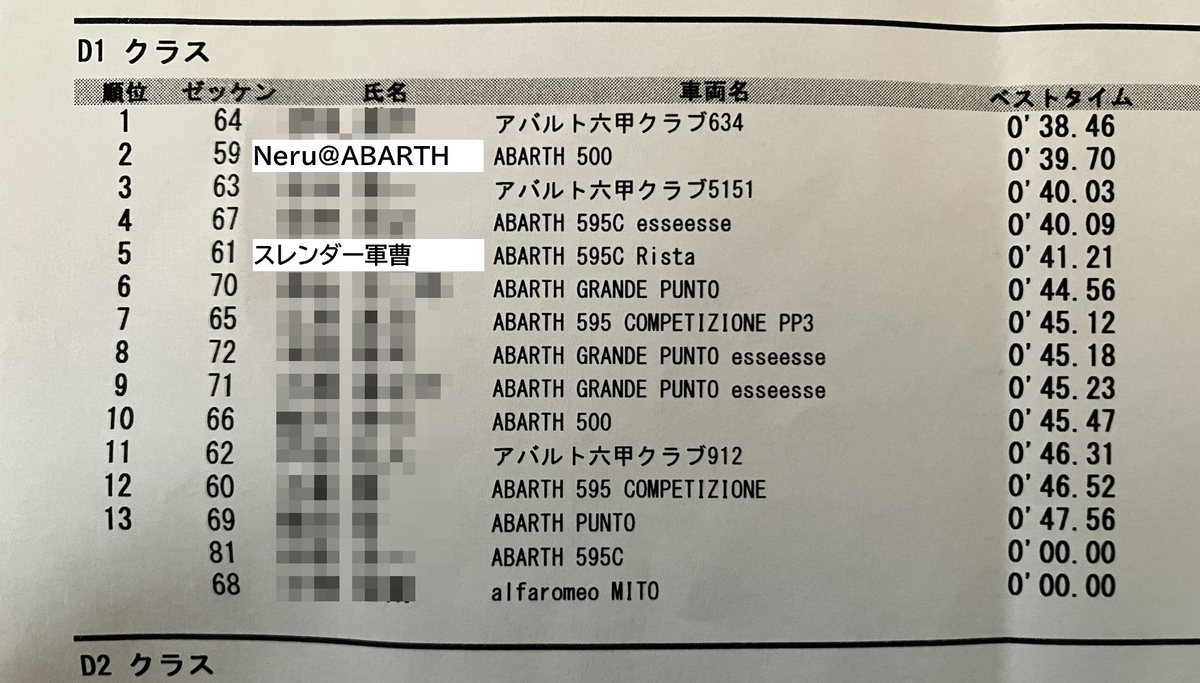 D1 クラス
順位 ゼッケン 氏名 車両名 ベストタイム
1 64 アバルト六甲クラブ634 0'38.46
2 59 Neru@ABARTH ABARTH 500 0'39.70
3 63 アバルト六甲クラブ5151 0'40.03
4 67 ABARTH 595C esseesse 0'40.09
5 61 スレンダー軍曹 ABARTH 595C Rista 0'41.21
6 70 ABARTH GRANDE PUNTO 0'44.56
7 65 ABARTH 595 COMPETIZIONE PP3 0'45.12
8 72 ABARTH GRANDE PUNTO esseesse 0'45.18
9 71 ABARTH GRANDE PUNTO esseesse 0'45.23
10 66 ABARTH 500 0'45.47
11 62 アバルト六甲クラブ912 0'46.31
12 60 ABARTH 595 COMPETIZIONE 0'46.52
13 69 ABARTH PUNTO 0'47.56
81 ABARTH 595C 0'00.00
68 alfaromeo MITO 0'00.00
D2 クラス